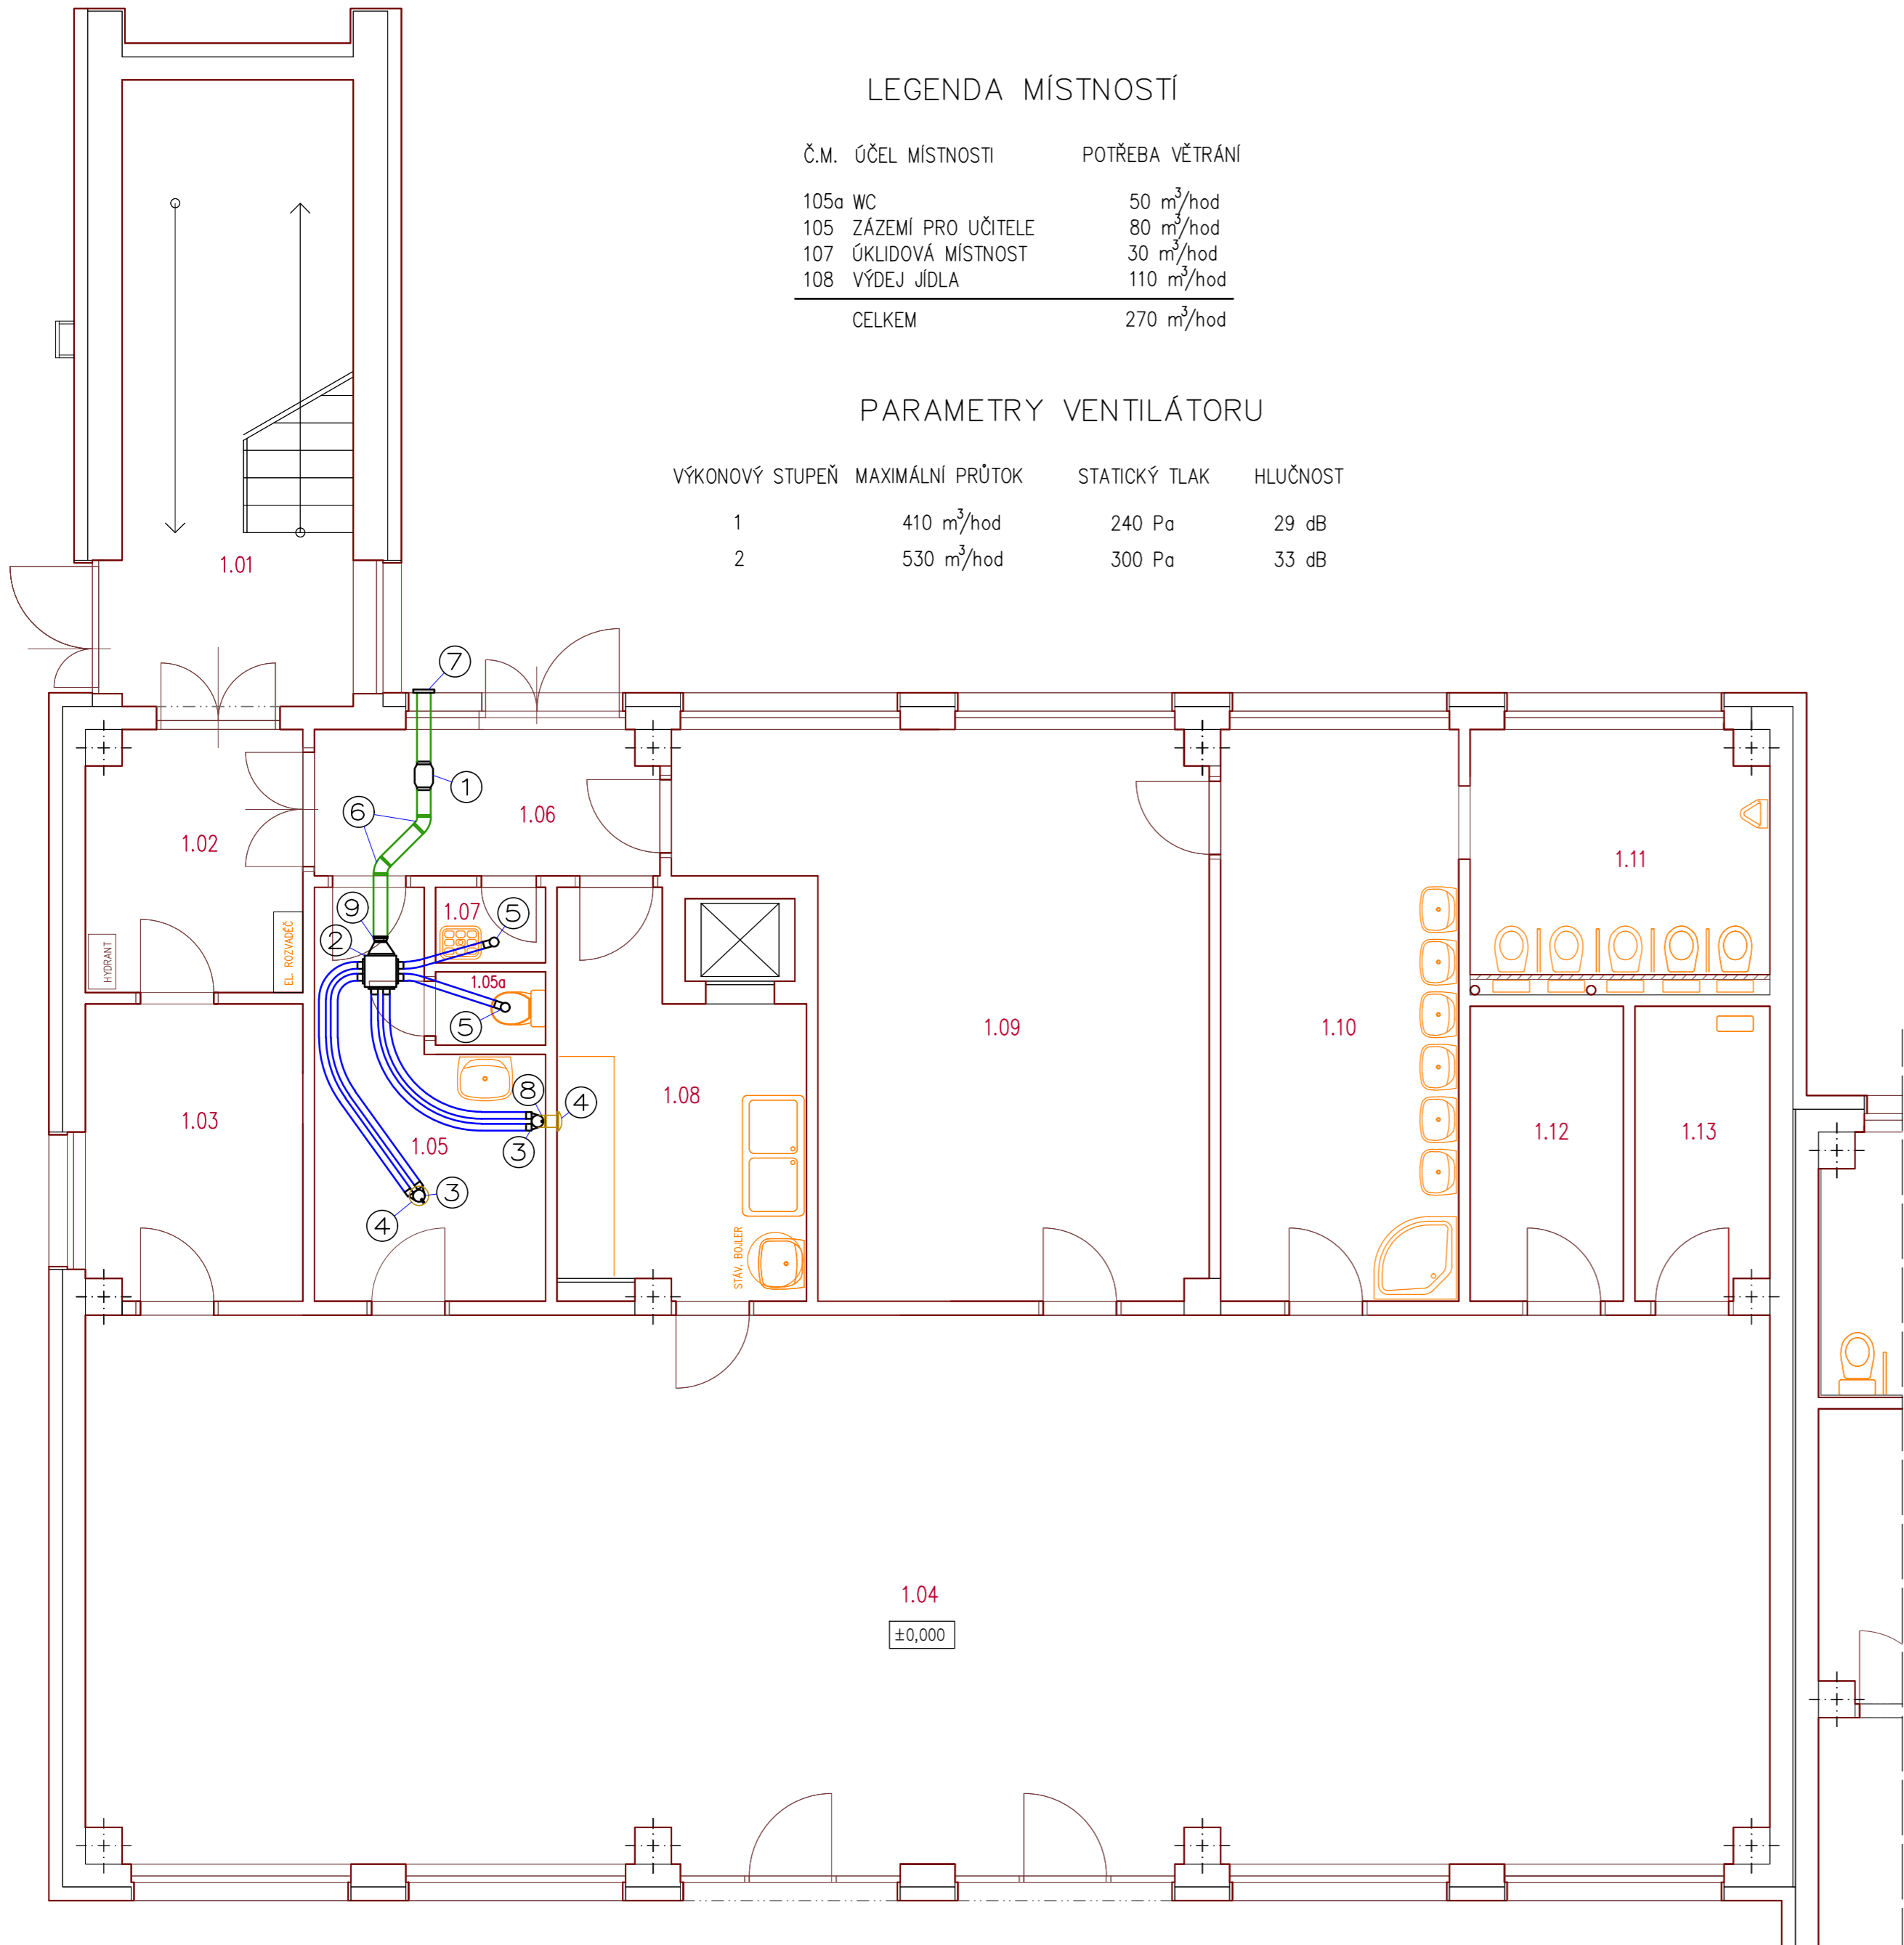 LEGENDA MÍSTNOSTÍ
Č.M. ÚČEL MÍSTNOSTI POTŘEBA VĚTRÁNÍ
105a WC 50 m³/hod
105 ZÁZEMÍ PRO UČITELE 80 m³/hod
107 ÚKLIDOVÁ MÍSTNOST 30 m³/hod
108 VÝDEJ JÍDLA 110 m³/hod
CELKEM 270 m³/hod
PARAMETRY VENTILÁTORU
VÝKONOVÝ STUPEŇ MAXIMÁLNÍ PRŮTOK STATICKÝ TLAK HLUČNOST
1 410 m³/hod 240 Pa 29 dB
2 530 m³/hod 300 Pa 33 dB
1.01
7
1
6
1.06
1.02
1.11
9
1.07
5
2
HYDRANT
EL. ROZVADĚČ
1.05a
5
1.09
1.10
8
4
1.08
1.03
1.05
3
1.12
1.13
3
4
STÁV. BOJLER
1.04
±0,000